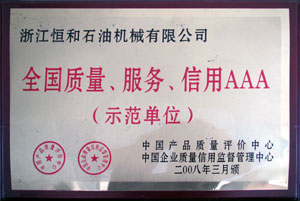 浙江恒和石油机械有限公司
全国质量、服务、信用AAA
（示范单位）
中国产品质量评价中心
中国企业质量信用监督管理中心
二00八年三月颁